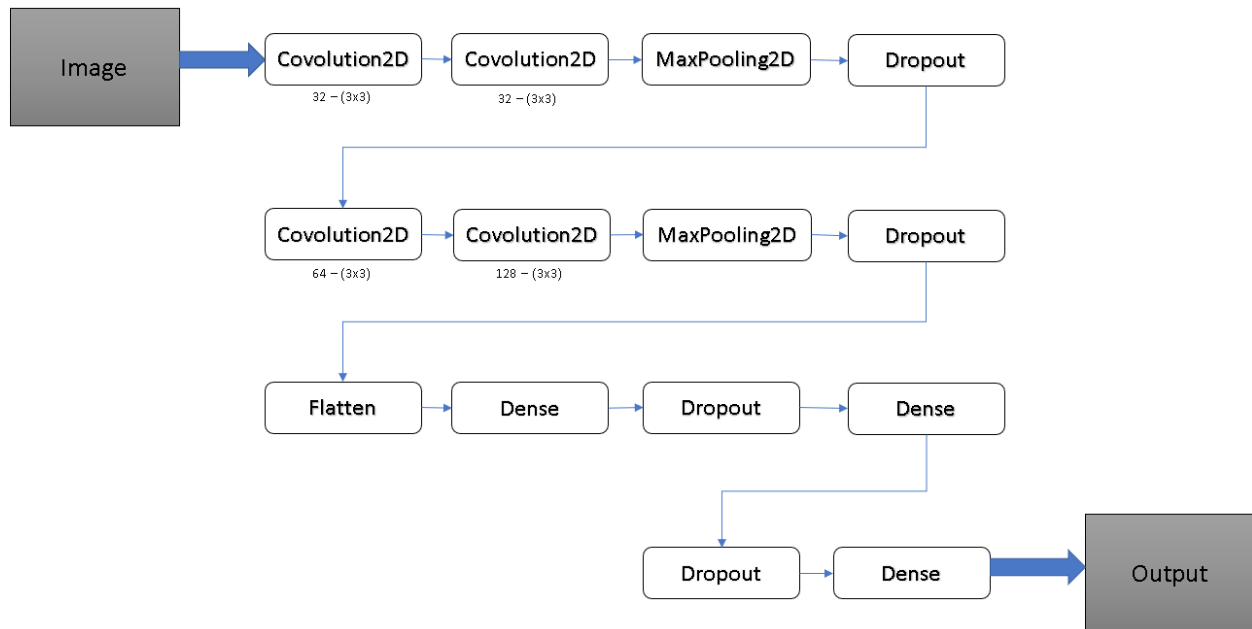 Image
Covolution2D
Covolution2D
MaxPooling2D
Dropout
32 – (3x3)
32 – (3x3)
Covolution2D
Covolution2D
MaxPooling2D
Dropout
64 – (3x3)
128 – (3x3)
Flatten
Dense
Dropout
Dense
Dropout
Dense
Output